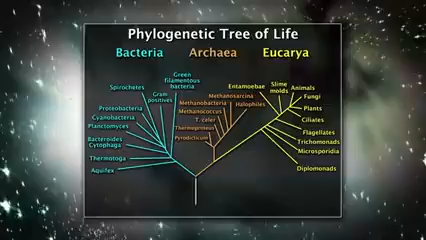 Phylogenetic Tree of Life
Bacteria Archaea Eucarya
Green
filamentous
bacteria
Spirochetes
Gram
positives
Proteobacteria
Cyanobacteria
Planctomyces
Bacteroides
Cytophaga
Thermotoga
Aquifex
Methanosarcina
Methanobacteria
Halophiles
Methanococcus
T. celer
Thermoproteus
Pyrodicticum
Entamoebae
Slime
molds
Animals
Fungi
Plants
Ciliates
Flagellates
Trichomonads
Microsporidia
Diplomonads